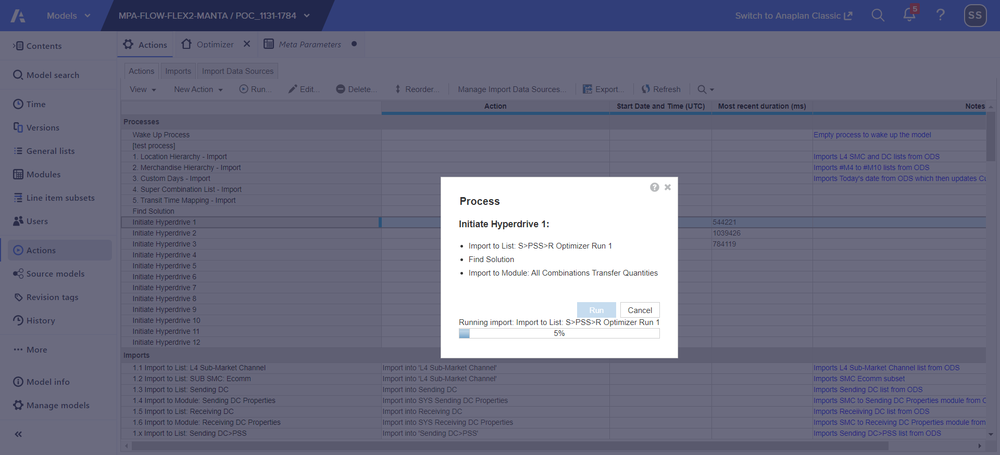 Models
MPA-FLOW-FLEX2-MANTA / POC_1131-1784
Switch to Anaplan Classic
5
?
SS
Contents
Model search
Time
Versions
General lists
Modules
Line item subsets
Users
Actions
Source models
Revision tags
History
More
Model info
Manage models
Actions
Optimizer
Meta Parameters
Actions
Imports
Import Data Sources
View
New Action
Run...
Edit...
Delete...
Reorder...
Manage Import Data Sources...
Export...
Refresh
Action
Start Date and Time (UTC)
Most recent duration (ms)
Notes
Processes
Wake Up Process
Empty process to wake up the model
[test process]
1. Location Hierarchy - Import
Imports L4 SMC and DC lists from ODS
2. Merchandise Hierarchy - Import
Imports #M4 to #M10 lists from ODS
3. Custom Days - Import
Imports Today's date from ODS which then updates Cu
4. Super Combination List - Import
5. Transit Time Mapping - Import
Find Solution
Initiate Hyperdrive 1
544221
Initiate Hyperdrive 2
1039426
Initiate Hyperdrive 3
784119
Initiate Hyperdrive 4
Initiate Hyperdrive 5
Initiate Hyperdrive 6
Initiate Hyperdrive 7
Initiate Hyperdrive 8
Initiate Hyperdrive 9
Initiate Hyperdrive 10
Initiate Hyperdrive 11
Initiate Hyperdrive 12
Imports
1.1 Import to List: L4 Sub-Market Channel
Import into 'L4 Sub-Market Channel'
Imports L4 Sub-Market Channel list from ODS
1.2 Import to List: SUB SMC: Ecomm
Import into 'L4 Sub-Market Channel'
Imports SMC Ecomm subset
1.3 Import to List: Sending DC
Import into Sending DC
Imports Sending DC list from ODS
1.4 Import to Module: Sending DC Properties
Import into SYS Sending DC Properties
Imports SMC to Sending DC Properties module from O
1.5 Import to List: Receiving DC
Import into Receiving DC
Imports Receiiving DC list from ODS
1.6 Import to Module: Receiving DC Properties
Import into SYS Receiving DC Properties
Imports SMC to Receiving DC Properties module from
1.x Import to List: Sending DC>PSS
Import into 'Sending DC>PSS'
Imports Sending DC>PSS list from ODS
?
Process
Initiate Hyperdrive 1:
• Import to List: S>PSS>R Optimizer Run 1
• Find Solution
• Import to Module: All Combinations Transfer Quantities
Run
Cancel
Running import: Import to List: S>PSS>R Optimizer Run 1
5%